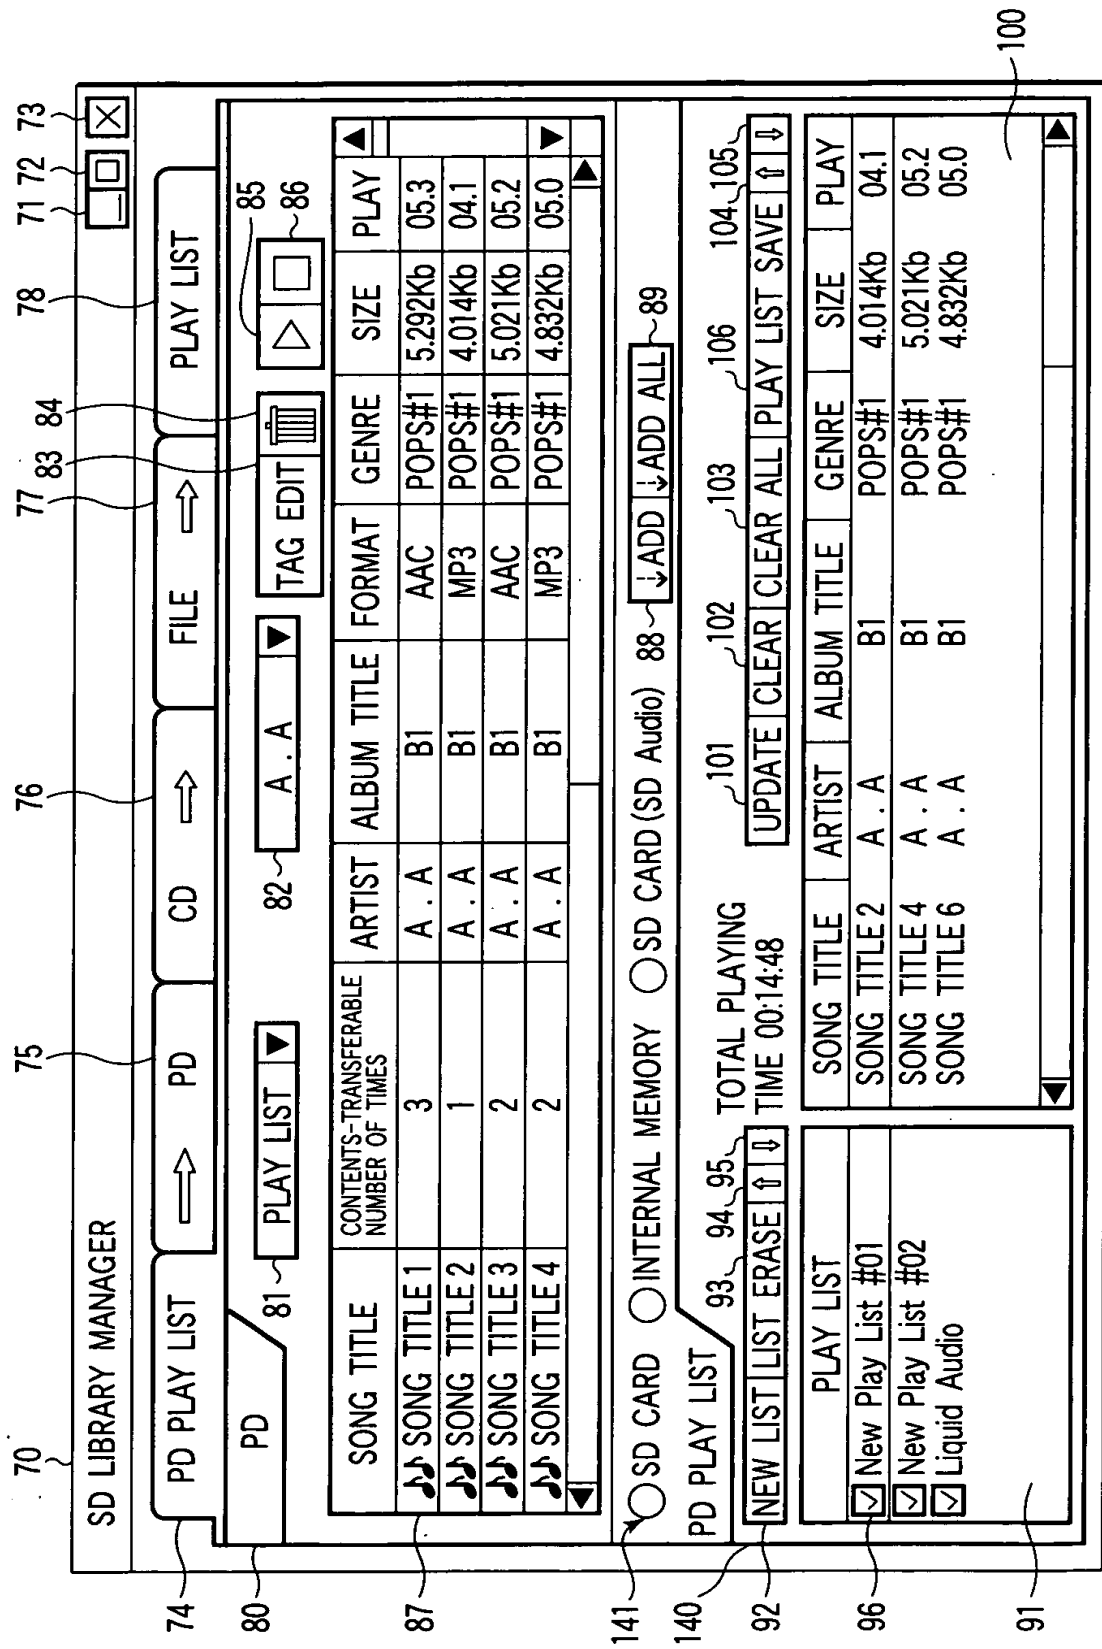 70
71
72
73
SD LIBRARY MANAGER
74
75
76
77
78
PD PLAY LIST
PD
CD
FILE
PLAY LIST
80
PD
81
PLAY LIST
82
A . A
83
84
TAG EDIT
85
86
87
SONG TITLE
CONTENTS-TRANSFERABLE
NUMBER OF TIMES
ARTIST
ALBUM TITLE
FORMAT
GENRE
SIZE
PLAY
SONG TITLE 1 3 A . A B1 AAC POPS#1 5.292Kb 05.3
SONG TITLE 2 1 A . A B1 MP3 POPS#1 4.014Kb 04.1
SONG TITLE 3 2 A . A B1 AAC POPS#1 5.021Kb 05.2
SONG TITLE 4 2 A . A B1 MP3 POPS#1 4.832Kb 05.0
141
SD CARD
INTERNAL MEMORY
SD CARD (SD Audio)
88
ADD
ADD ALL
89
140
PD PLAY LIST
92
93
94
95
NEW LIST
LIST ERASE
TOTAL PLAYING
TIME 00:14:48
101
102
103
106
104
105
UPDATE
CLEAR
CLEAR ALL
PLAY LIST SAVE
96
PLAY LIST
New Play List #01
New Play List #02
Liquid Audio
91
SONG TITLE ARTIST ALBUM TITLE GENRE SIZE PLAY
SONG TITLE 2 A . A B1 POPS#1 4.014Kb 04.1
SONG TITLE 4 A . A B1 POPS#1 5.021Kb 05.2
SONG TITLE 6 A . A B1 POPS#1 4.832Kb 05.0
100